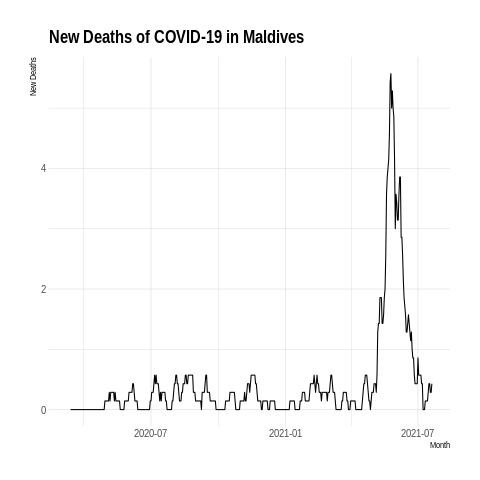 New Deaths of COVID-19 in Maldives
New Deaths
4
2
0
2020-07
2021-01
2021-07
Month